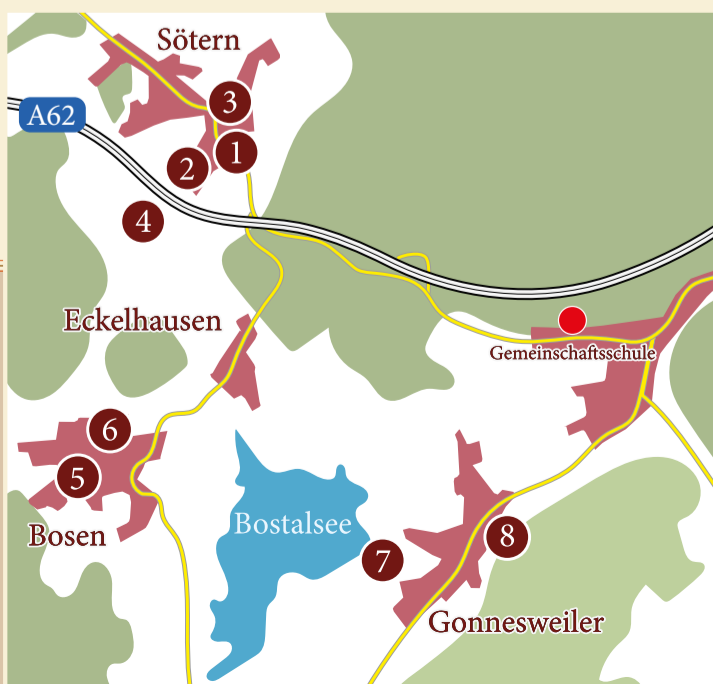 Sötern
A62
3
1
2
4
Eckelhausen
Gemeinschaftsschule
6
5
Bosen
Bostalsee
8
7
Gonnesweiler